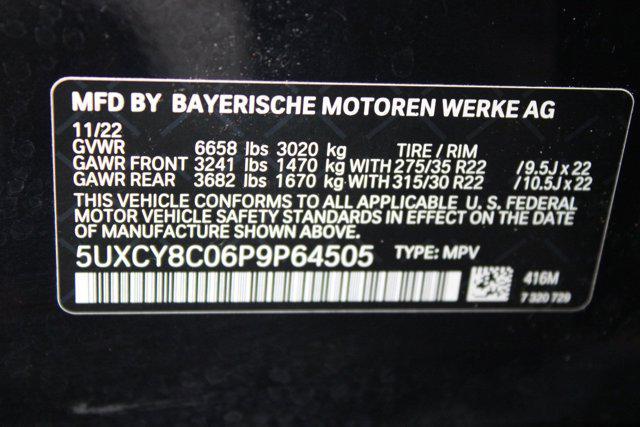 MFD BY BAYERISCHE MOTOREN WERKE AG
11/22
GVWR 6658 lbs 3020 kg TIRE / RIM
GAWR FRONT 3241 lbs 1470 kg WITH 275/35 R22 / 9.5J x 22
GAWR REAR 3682 lbs 1670 kg WITH 315/30 R22 / 10.5J x 22
THIS VEHICLE CONFORMS TO ALL APPLICABLE U. S. FEDERAL
MOTOR VEHICLE SAFETY STANDARDS IN EFFECT ON THE DATE
OF MANUFACTURE SHOWN ABOVE.
5UXCY8C06P9P64505 TYPE: MPV
416M
7 320 729